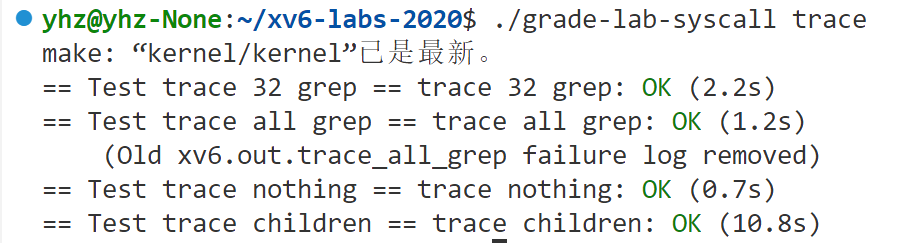 yhz@yhz-None:~/xv6-labs-2020$ ./grade-lab-syscall trace
make: “kernel/kernel”已是最新。
== Test trace 32 grep == trace 32 grep: OK (2.2s)
== Test trace all grep == trace all grep: OK (1.2s)
    (Old xv6.out.trace_all_grep failure log removed)
== Test trace nothing == trace nothing: OK (0.7s)
== Test trace children == trace children: OK (10.8s)